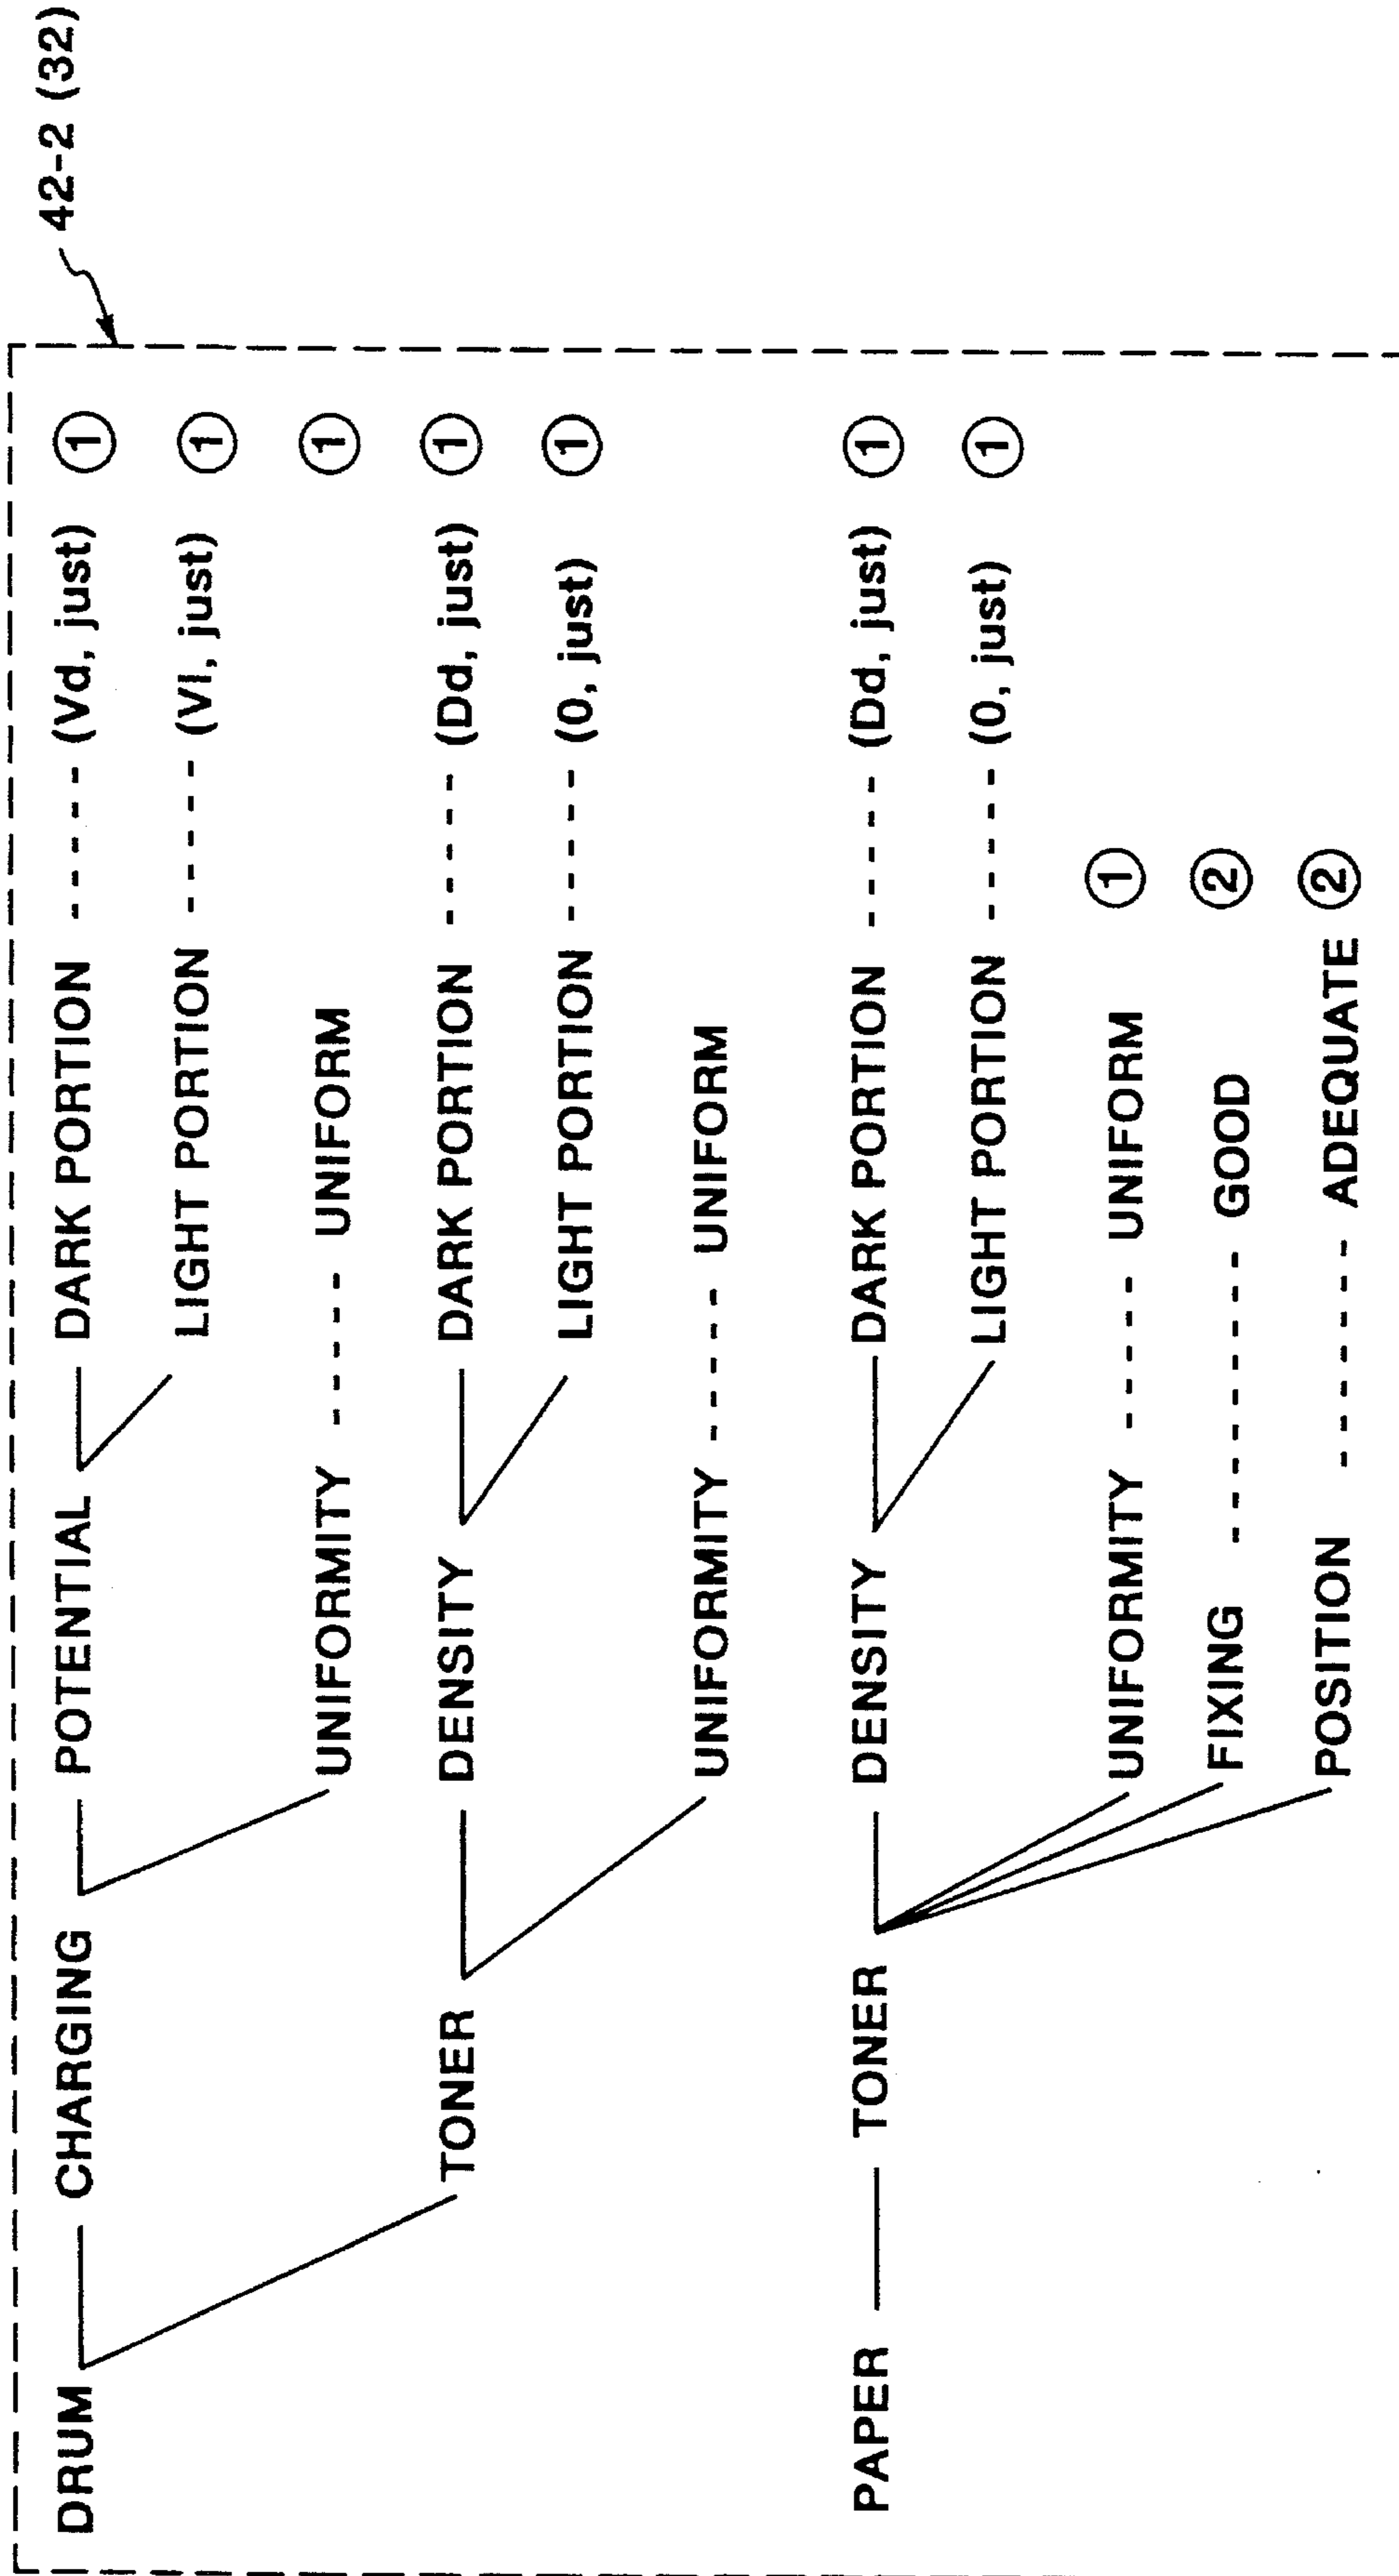 42-2 (32)
DRUM CHARGING POTENTIAL DARK PORTION ----- (Vd, just) ①
LIGHT PORTION ----- (Vl, just) ①
UNIFORMITY ----- UNIFORM ①
TONER DENSITY DARK PORTION ----- (Dd, just) ①
LIGHT PORTION ----- (0, just) ①
UNIFORMITY ----- UNIFORM
PAPER TONER DENSITY DARK PORTION ----- (Dd, just) ①
LIGHT PORTION ----- (0, just) ①
UNIFORMITY ----- UNIFORM ①
FIXING ------- GOOD ②
POSITION ------- ADEQUATE ②